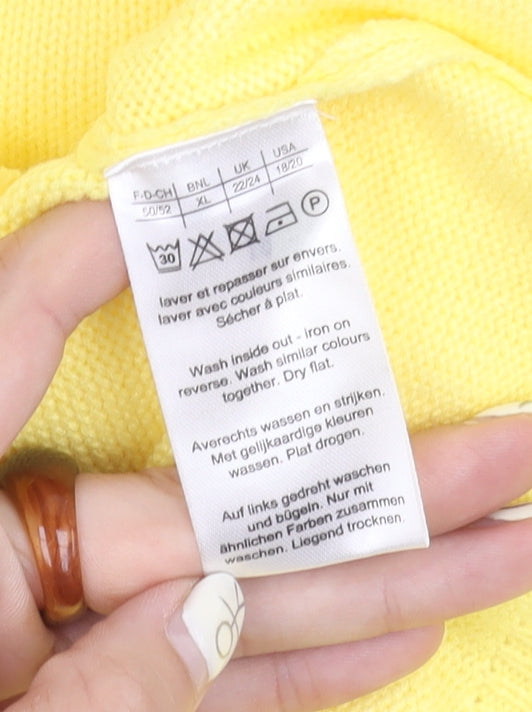 F-D-CH BNL UK USA
50/52 XL 22/24 18/20
30 P
laver et repasser sur envers.
laver avec couleurs similaires.
Sécher à plat.
Wash inside out - iron on
reverse. Wash similar colours
together. Dry flat.
Averechts wassen en strijken.
Met gelijkaardige kleuren
wassen. Plat drogen.
Auf links gedreht waschen
und bügeln. Nur mit
ähnlichen Farben zusammen
waschen. Liegend trocknen.